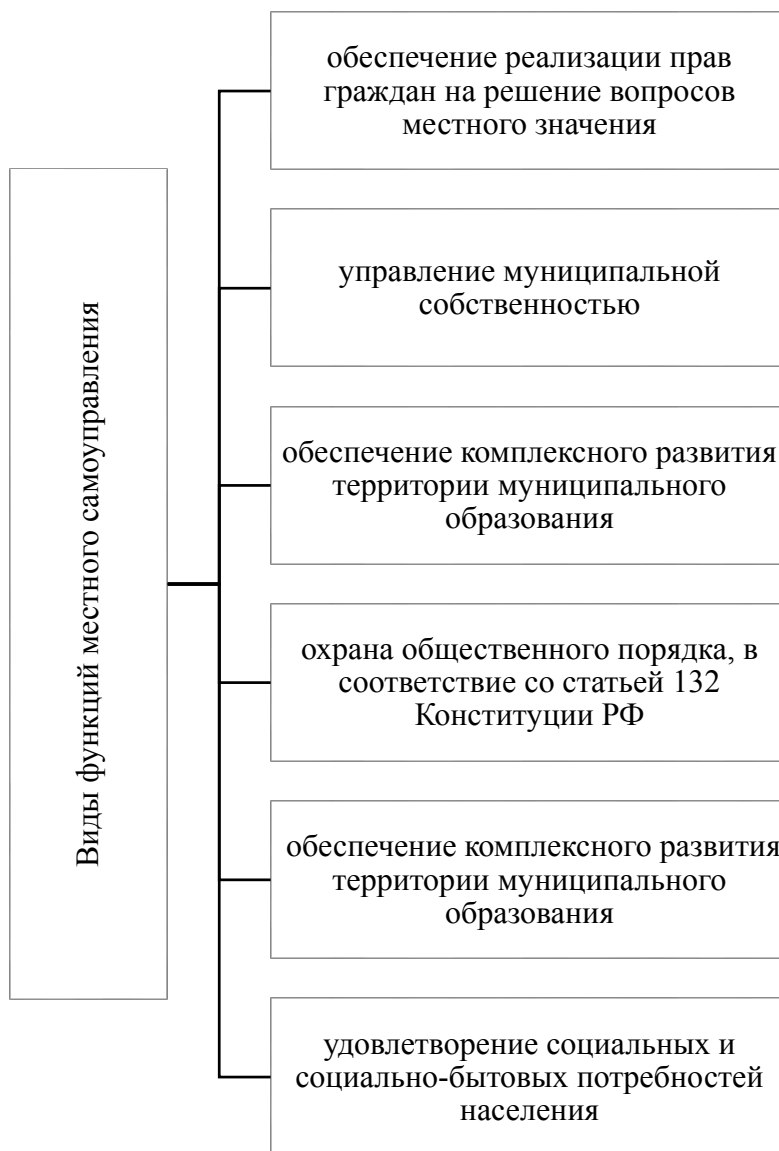 Виды функций местного самоуправления
обеспечение реализации прав
граждан на решение вопросов
местного значения
управление муниципальной
собственностью
обеспечение комплексного развития
территории муниципального
образования
охрана общественного порядка, в
соответствие со статьей 132
Конституции РФ
обеспечение комплексного развития
территории муниципального
образования
удовлетворение социальных и
социально-бытовых потребностей
населения